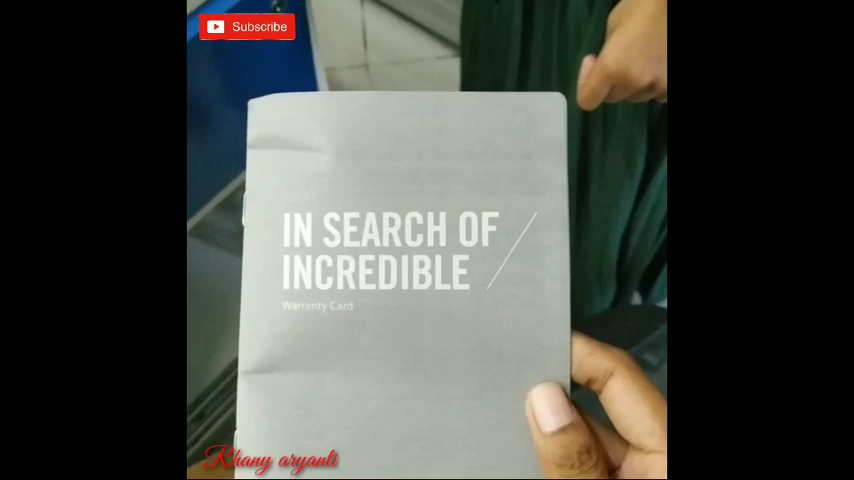 Subscribe
IN SEARCH OF
INCREDIBLE
Warranty Card
Rhany aryanti